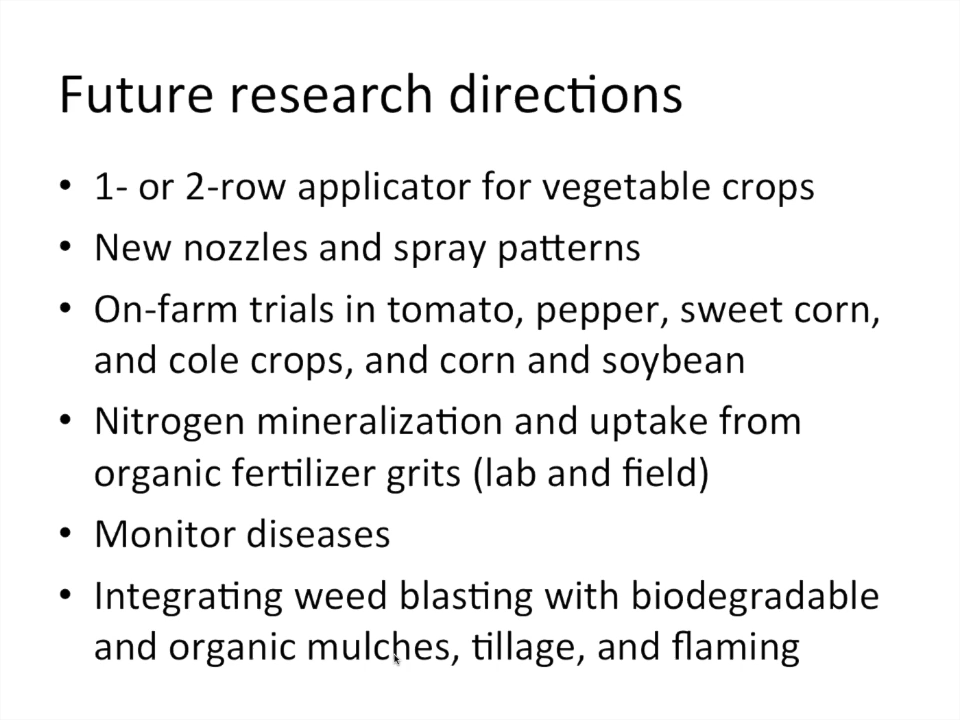 Future research directions
• 1- or 2-row applicator for vegetable crops
• New nozzles and spray patterns
• On-farm trials in tomato, pepper, sweet corn,
and cole crops, and corn and soybean
• Nitrogen mineralization and uptake from
organic fertilizer grits (lab and field)
• Monitor diseases
• Integrating weed blasting with biodegradable
and organic mulches, tillage, and flaming